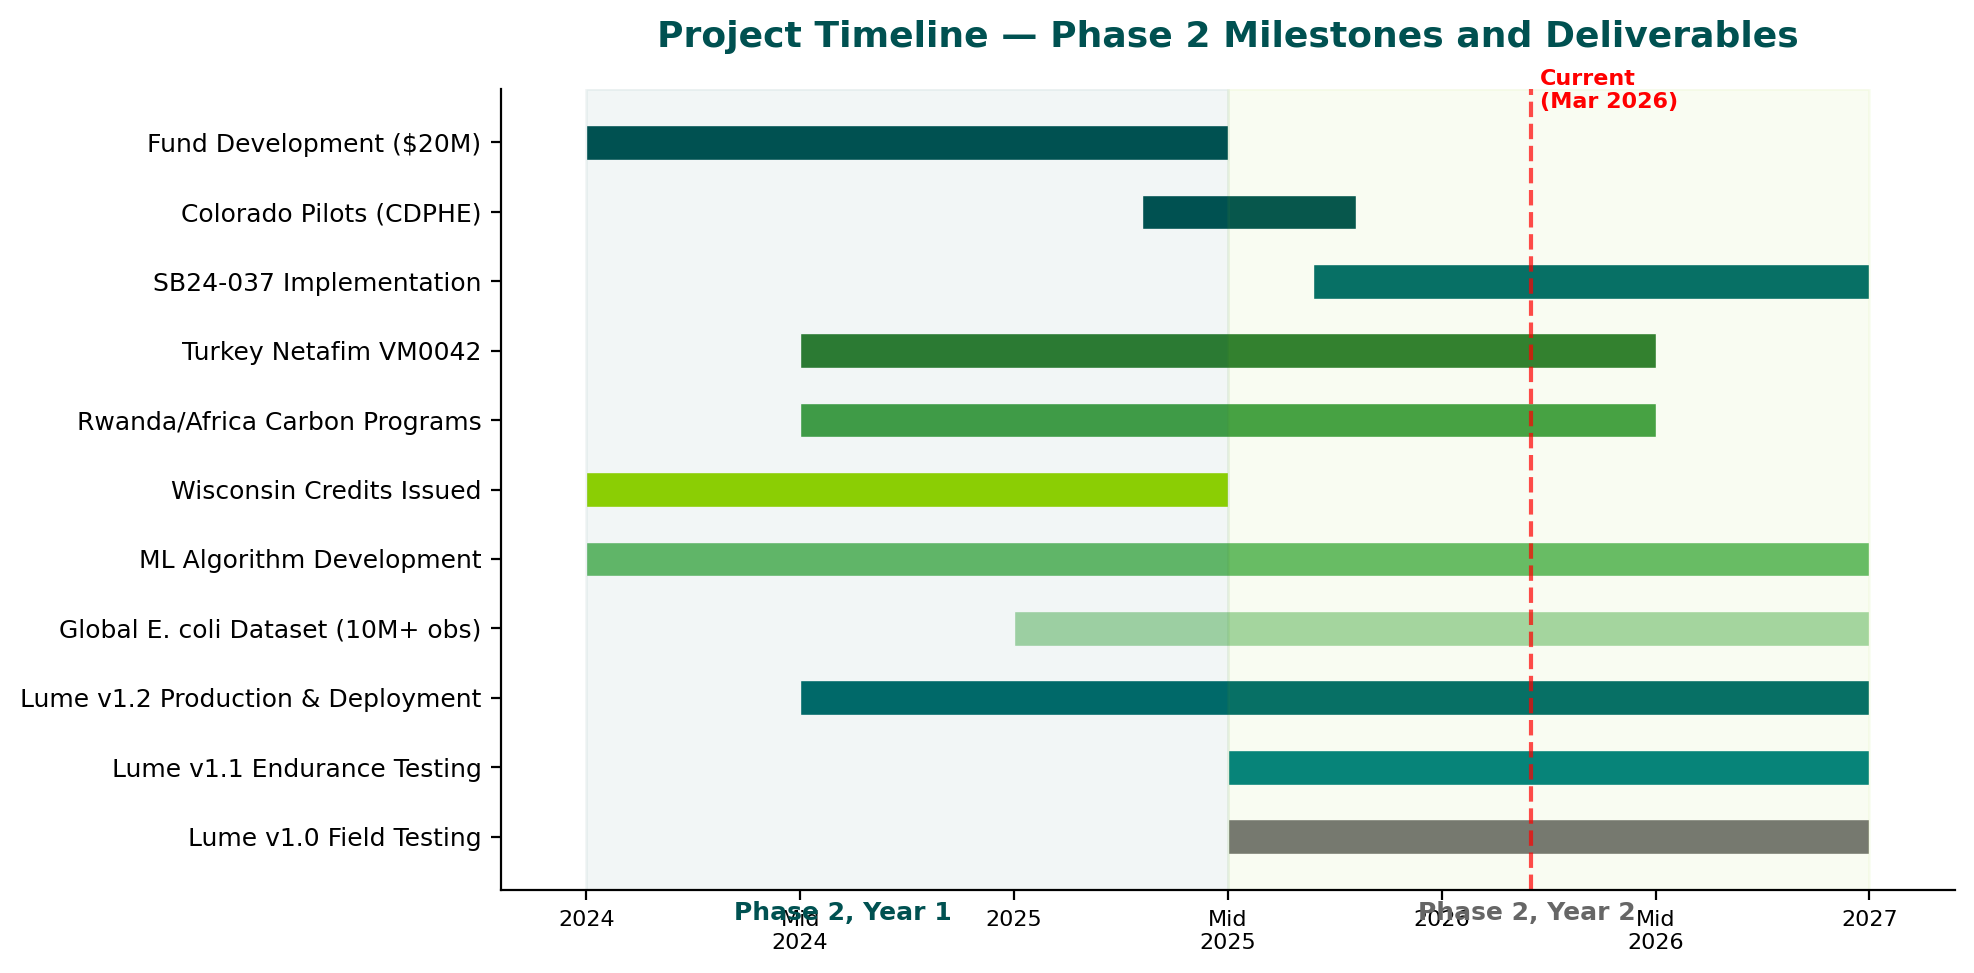 Project Timeline — Phase 2 Milestones and Deliverables
Current
(Mar 2026)
Fund Development ($20M)
Colorado Pilots (CDPHE)
SB24-037 Implementation
Turkey Netafim VM0042
Rwanda/Africa Carbon Programs
Wisconsin Credits Issued
ML Algorithm Development
Global E. coli Dataset (10M+ obs)
Lume v1.2 Production & Deployment
Lume v1.1 Endurance Testing
Lume v1.0 Field Testing
Phase 2, Year 1
Phase 2, Year 2
2024
Mid
2024
2025
Mid
2025
2026
Mid
2026
2027